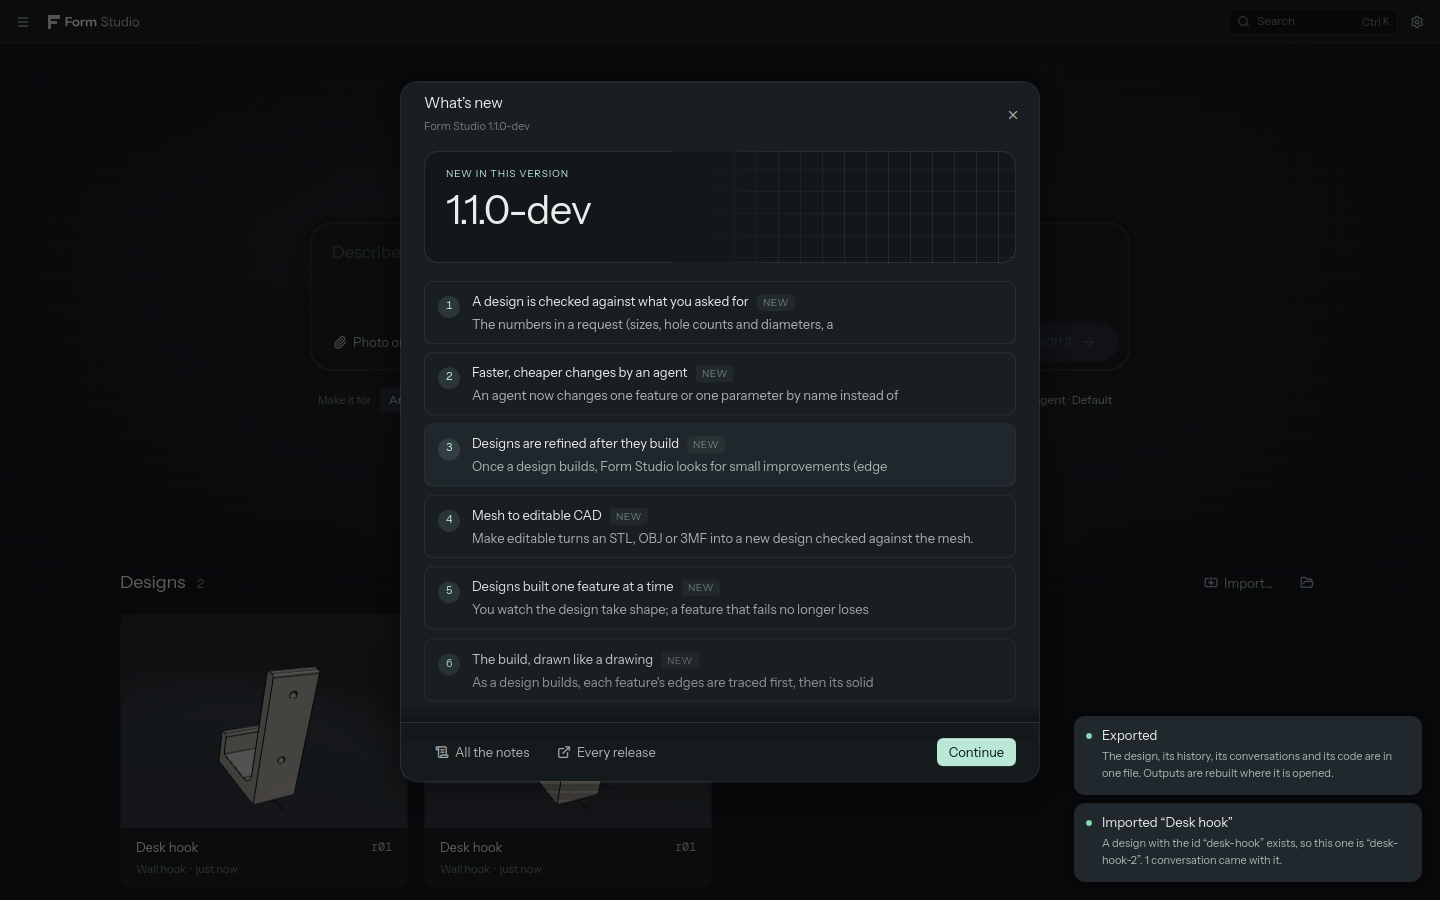 Form Studio
Search Ctrl K
What's new
Form Studio 1.1.0-dev
NEW IN THIS VERSION
1.1.0-dev
Describe
Photo or
ign it
Make it for
gent · Default
1 A design is checked against what you asked for NEW
The numbers in a request (sizes, hole counts and diameters, a
2 Faster, cheaper changes by an agent NEW
An agent now changes one feature or one parameter by name instead of
3 Designs are refined after they build NEW
Once a design builds, Form Studio looks for small improvements (edge
4 Mesh to editable CAD NEW
Make editable turns an STL, OBJ or 3MF into a new design checked against the mesh.
5 Designs built one feature at a time NEW
You watch the design take shape; a feature that fails no longer loses
6 The build, drawn like a drawing NEW
As a design builds, each feature's edges are traced first, then its solid
All the notes Every release Continue
Designs 2
Import...
Desk hook r01
Wall hook · just now
Desk hook r01
Wall hook · just now
Exported
The design, its history, its conversations and its code are in
one file. Outputs are rebuilt where it is opened.
Imported “Desk hook”
A design with the id “desk-hook” exists, so this one is “desk-
hook-2”. 1 conversation came with it.